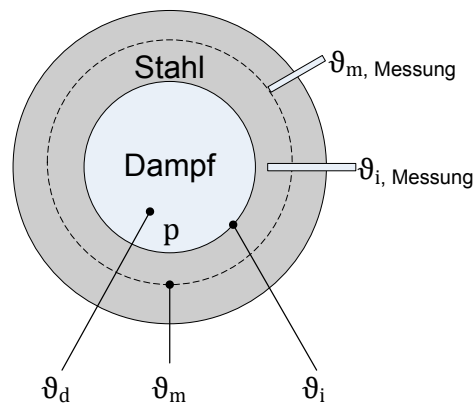 Stahl
ϑm, Messung
Dampf
ϑi, Messung
p
ϑd
ϑm
ϑi